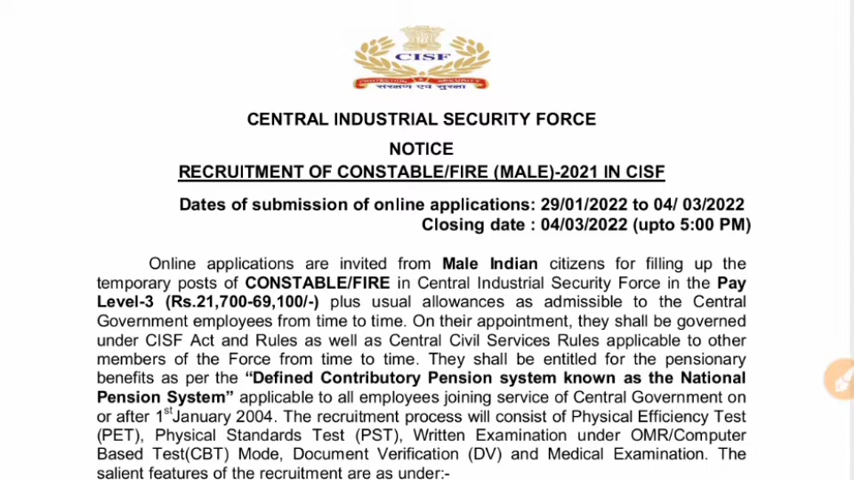 CISF
PROTECTION & SECURITY
संरक्षण एवं सुरक्षा
CENTRAL INDUSTRIAL SECURITY FORCE
NOTICE
RECRUITMENT OF CONSTABLE/FIRE (MALE)-2021 IN CISF
Dates of submission of online applications: 29/01/2022 to 04/ 03/2022
Closing date : 04/03/2022 (upto 5:00 PM)
Online applications are invited from Male Indian citizens for filling up the
temporary posts of CONSTABLE/FIRE in Central Industrial Security Force in the Pay
Level-3 (Rs.21,700-69,100/-) plus usual allowances as admissible to the Central
Government employees from time to time. On their appointment, they shall be governed
under CISF Act and Rules as well as Central Civil Services Rules applicable to other
members of the Force from time to time. They shall be entitled for the pensionary
benefits as per the “Defined Contributory Pension system known as the National
Pension System” applicable to all employees joining service of Central Government on
or after 1st January 2004. The recruitment process will consist of Physical Efficiency Test
(PET), Physical Standards Test (PST), Written Examination under OMR/Computer
Based Test(CBT) Mode, Document Verification (DV) and Medical Examination. The
salient features of the recruitment are as under:-